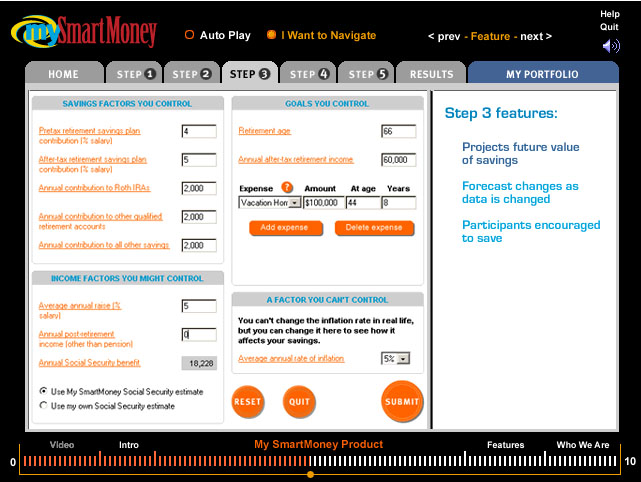 mySmartMoney
Auto Play
I Want to Navigate
< prev - Feature - next >
Help
Quit
HOME
STEP 1
STEP 2
STEP 3
STEP 4
STEP 5
RESULTS
MY PORTFOLIO
SAVINGS FACTORS YOU CONTROL
Pretax retirement savings plan
contribution (% salary)
4
After-tax retirement savings plan
contribution (% salary)
5
Annual contribution to Roth IRAs
2,000
Annual contribution to other qualified
retirement accounts
2,000
Annual contribution to all other savings
2,000
INCOME FACTORS YOU MIGHT CONTROL
Average annual raise (%
salary)
5
Annual post-retirement
income (other than pension)
0
Annual Social Security benefit
18,228
Use My SmartMoney Social Security estimate
Use my own Social Security estimate
GOALS YOU CONTROL
Retirement age
66
Annual after-tax retirement income
60,000
Expense ? Amount At age Years
Vacation Hom $100,000 44 8
Add expense
Delete expense
A FACTOR YOU CAN'T CONTROL
You can't change the inflation rate in real life,
but you can change it here to see how it
affects your savings.
Average annual rate of inflation
5%
RESET
QUIT
SUBMIT
Step 3 features:
Projects future value
of savings
Forecast changes as
data is changed
Participants encouraged
to save
Video
Intro
My SmartMoney Product
Features
Who We Are
0
10